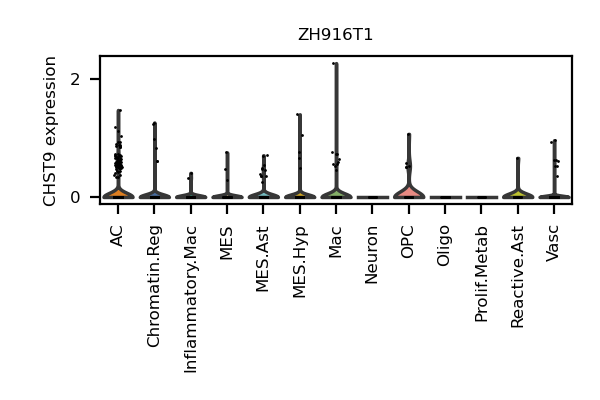 ZH916T1
CHST9 expression
2
0
AC
Chromatin.Reg
Inflammatory.Mac
MES
MES.Ast
MES.Hyp
Mac
Neuron
OPC
Oligo
Prolif.Metab
Reactive.Ast
Vasc